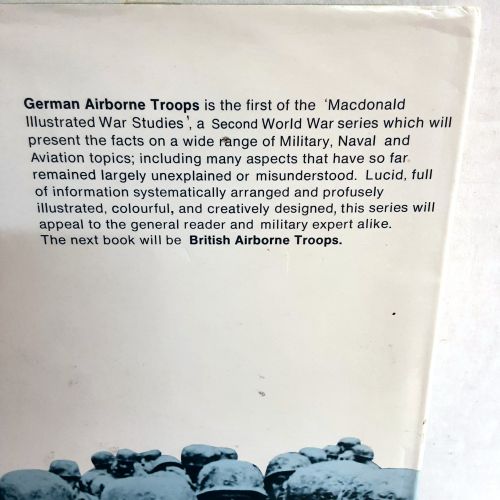 German Airborne Troops is the first of the 'Macdonald
Illustrated War Studies', a Second World War series which will
present the facts on a wide range of Military, Naval and
Aviation topics; including many aspects that have so far
remained largely unexplained or misunderstood. Lucid, full
of information systematically arranged and profusely
illustrated, colourful, and creatively designed, this series will
appeal to the general reader and military expert alike.
The next book will be British Airborne Troops.